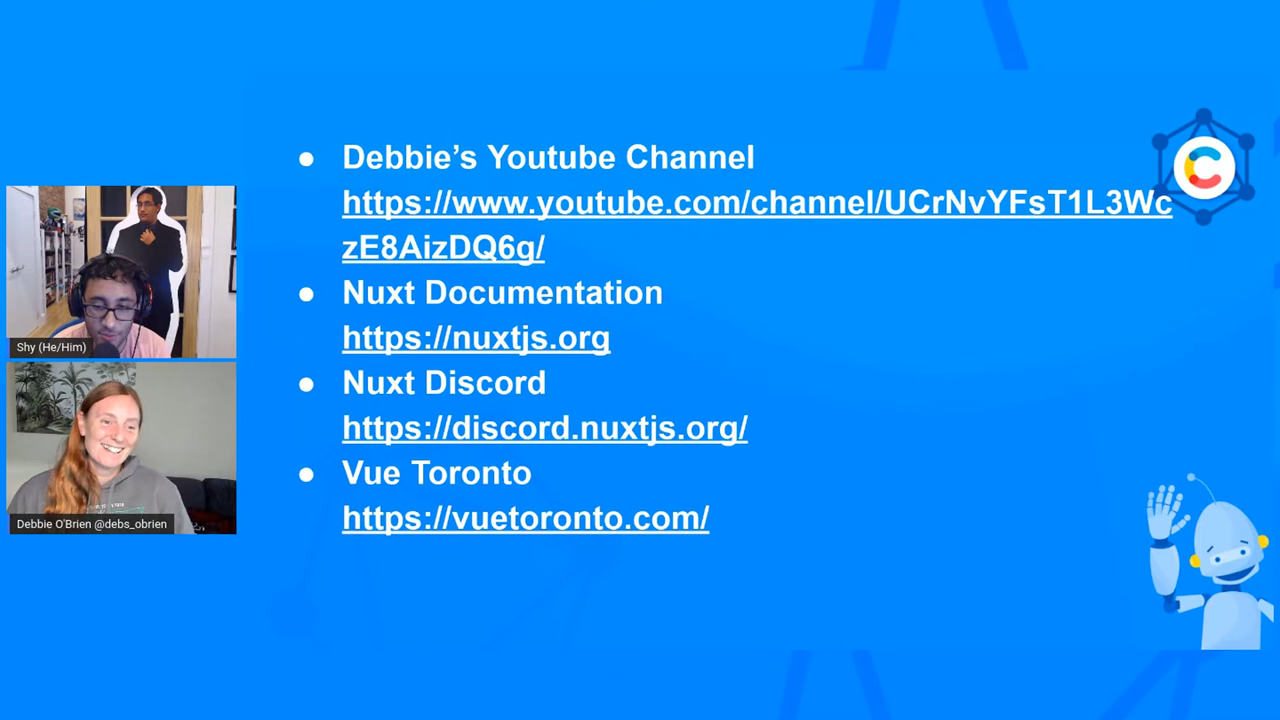 Debbie’s Youtube Channel
https://www.youtube.com/channel/UCrNvYFsT1L3Wc
zE8AizDQ6g/
Nuxt Documentation
https://nuxtjs.org
Nuxt Discord
https://discord.nuxtjs.org/
Vue Toronto
https://vuetoronto.com/
Shy (He/Him)
Debbie O'Brien @debs_obrien